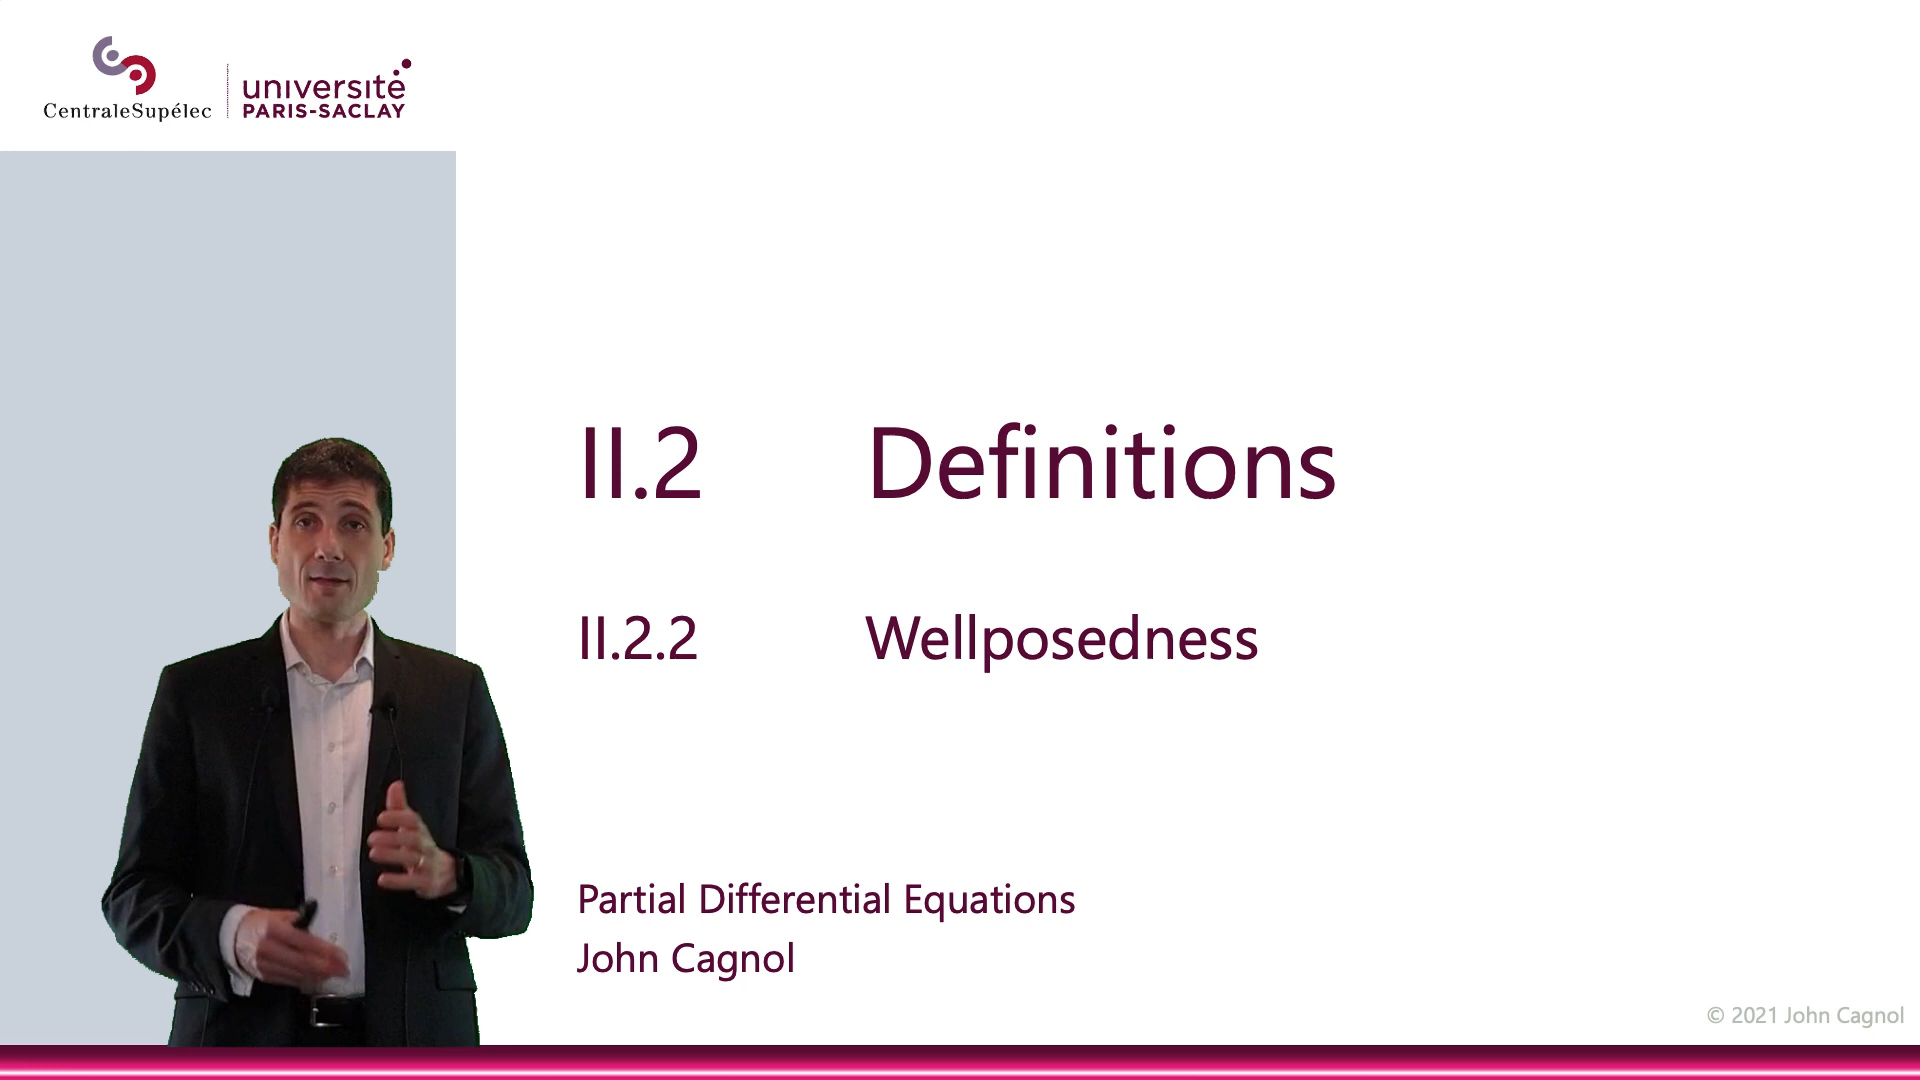 CentraleSupélec
université
PARIS-SACLAY
II.2 Definitions
II.2.2 Wellposedness
Partial Differential Equations
John Cagnol
© 2021 John Cagnol